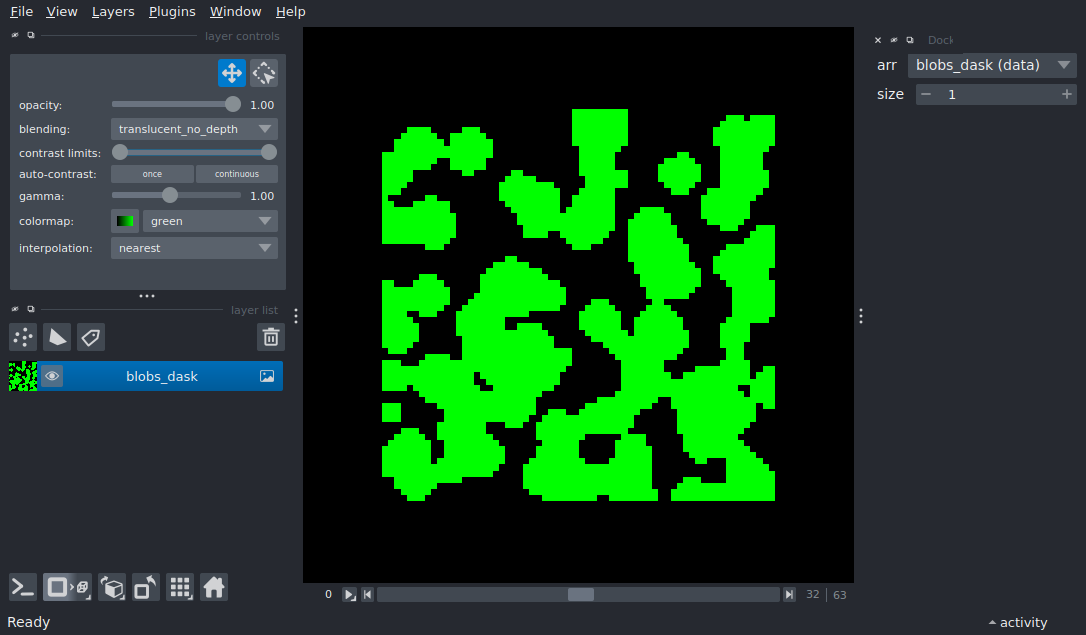 File View Layers Plugins Window Help
layer controls
opacity: 1.00
blending: translucent_no_depth
contrast limits:
auto-contrast: once continuous
gamma: 1.00
colormap: green
interpolation: nearest
layer list
blobs_dask
0 32 63
Ready
activity
Dock
arr blobs_dask (data)
size 1